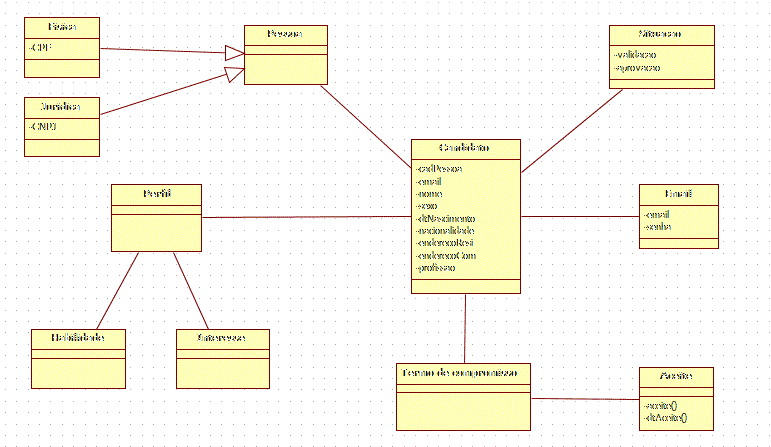 Fisica
-CPF
Juridica
-CNPJ
Pessoa
Situacao
-validacao
-aprovacao
Candidato
-cadPessoa
-email
-nome
-sexo
-dtNascimento
-nacionalidade
-enderecoResi
-enderecoCom
-profissao
Perfil
Email
-email
-senha
Habilidade
Interesse
Termo de compromisso
Aceite
-aceite()
-dtAceite()